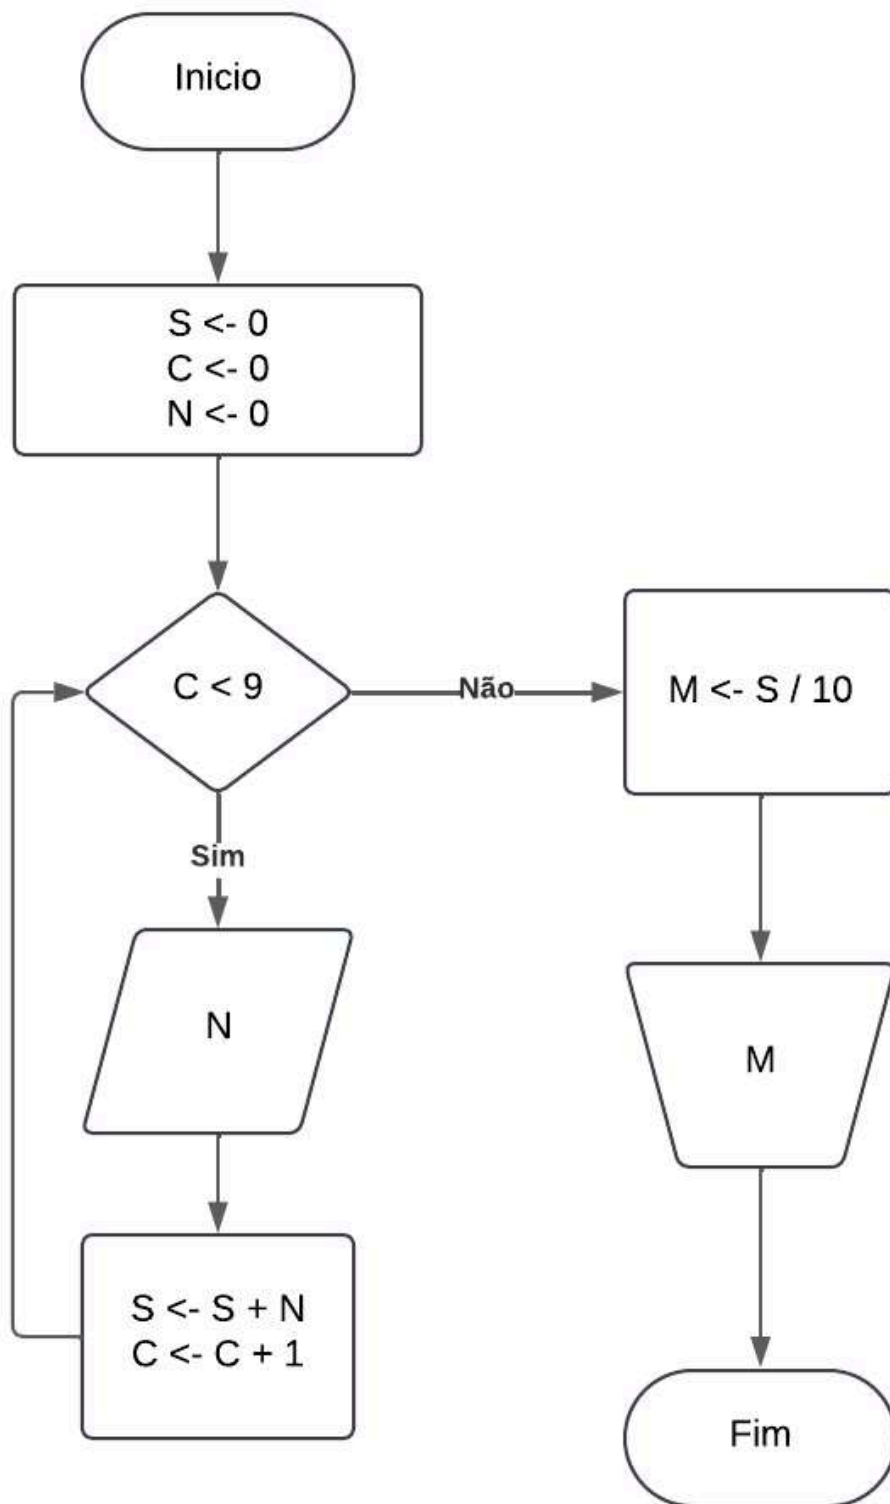 Inicio
S <- 0
C <- 0
N <- 0
C < 9
Não
M <- S / 10
Sim
N
M
S <- S + N
C <- C + 1
Fim